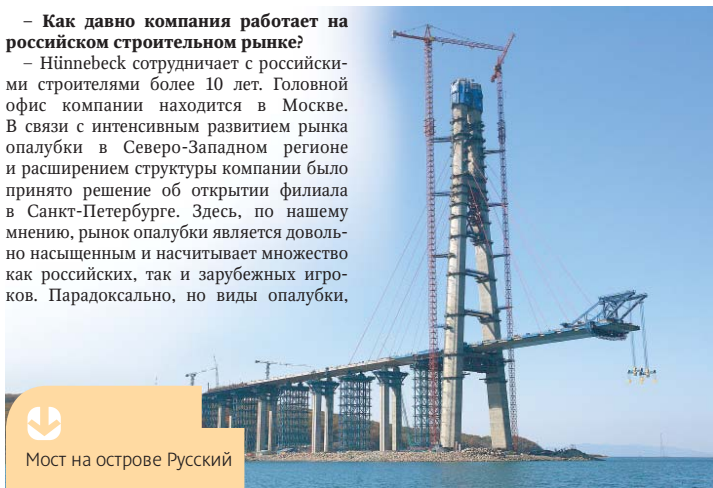 – Как давно компания работает на
российском строительном рынке?
– Hünnebeck сотрудничает с российски-
ми строителями более 10 лет. Головной
офис компании находится в Москве.
В связи с интенсивным развитием рынка
опалубки в Северо-Западном регионе
и расширением структуры компании было
принято решение об открытии филиала
в Санкт-Петербурге. Здесь, по нашему
мнению, рынок опалубки является доволь-
но насыщенным и насчитывает множество
как российских, так и зарубежных игро-
ков. Парадоксально, но виды опалубки,
Мост на острове Русский